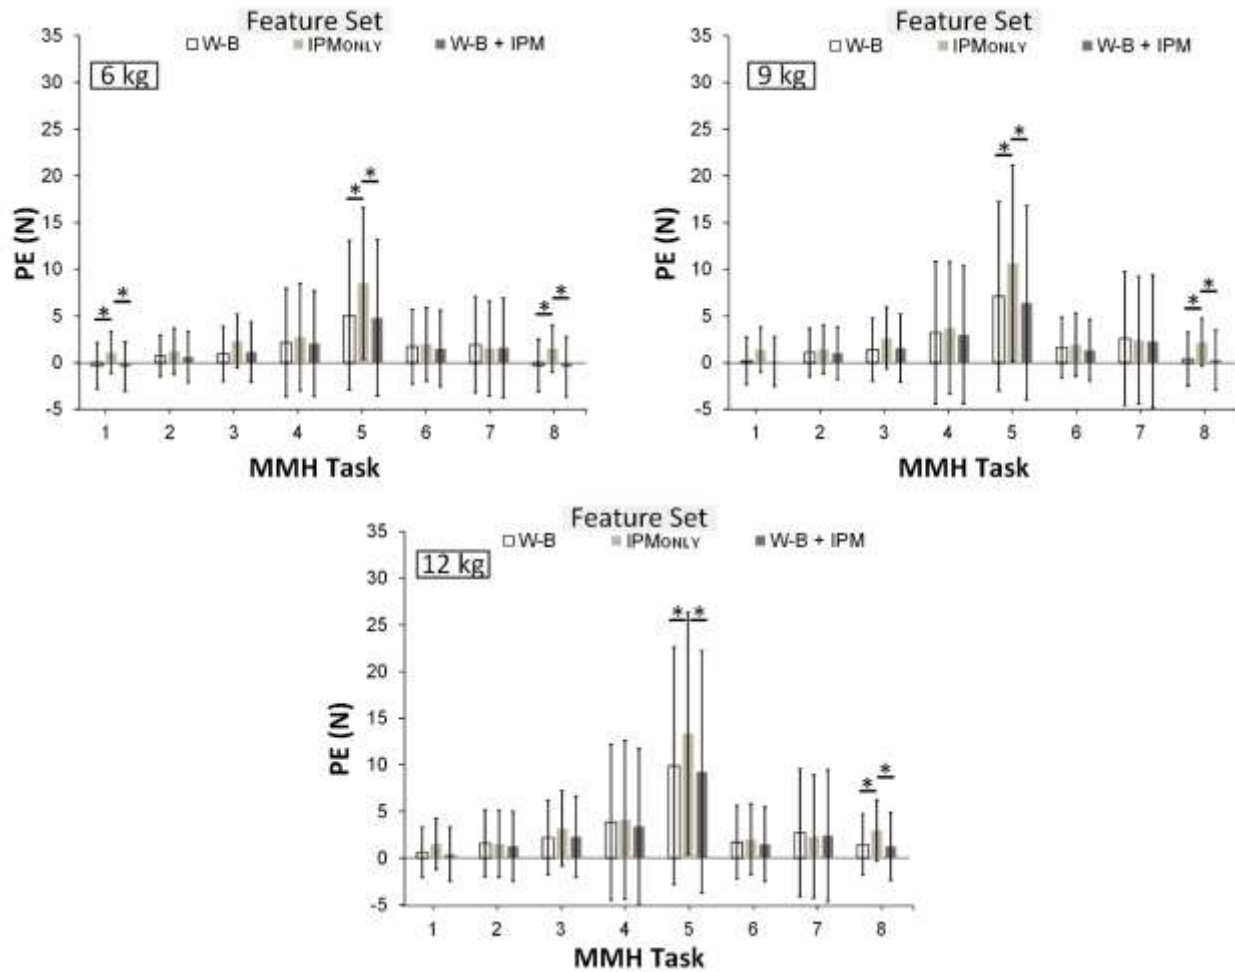 Feature Set
W-B IPMONLY W-B + IPM
6 kg
35
30
25
20
15
10
5
0
-5
PE (N)
* * * * * *
1 2 3 4 5 6 7 8
MMH Task
Feature Set
W-B IPMONLY W-B + IPM
9 kg
35
30
25
20
15
10
5
0
-5
PE (N)
* * * *
1 2 3 4 5 6 7 8
MMH Task
Feature Set
W-B IPMONLY W-B + IPM
12 kg
35
30
25
20
15
10
5
0
-5
PE (N)
* * * *
1 2 3 4 5 6 7 8
MMH Task